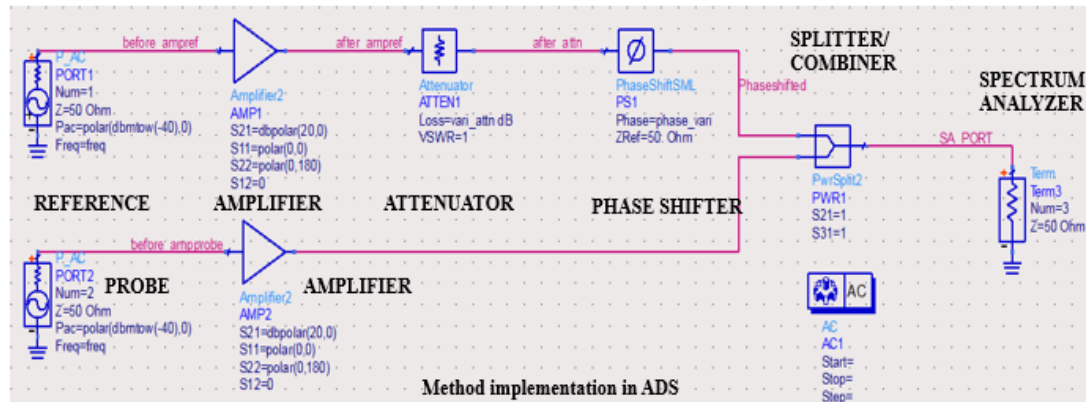 before_ampref
after_ampref
after_attn
Phaseshifted
SA_PORT
SPLITTER/
COMBINER
SPECTRUM
ANALYZER
P_AC
PORT1
Num=1
Z=50 Ohm
Pac=polar(dbmtow(-40),0)
Freq=freq
Amplifier2
AMP1
S21=dbpolar(20,0)
S11=polar(0,0)
S22=polar(0,180)
S12=0
Attenuator
ATTEN1
Loss=vari_attn dB
VSWR=1
PhaseShiftSML
PS1
Phase=phase_vari
ZRef=50. Ohm
PwrSplit2
PWR1
S21=1
S31=1
Term
Term3
Num=3
Z=50 Ohm
REFERENCE
AMPLIFIER
ATTENUATOR
PHASE SHIFTER
before_ampprobe
P_AC
PORT2
Num=2
Z=50 Ohm
Pac=polar(dbmtow(-40),0)
Freq=freq
PROBE
AMPLIFIER
Amplifier2
AMP2
S21=dbpolar(20,0)
S11=polar(0,0)
S22=polar(0,180)
S12=0
AC
AC
AC1
Start=
Stop=
Step=
Method implementation in ADS